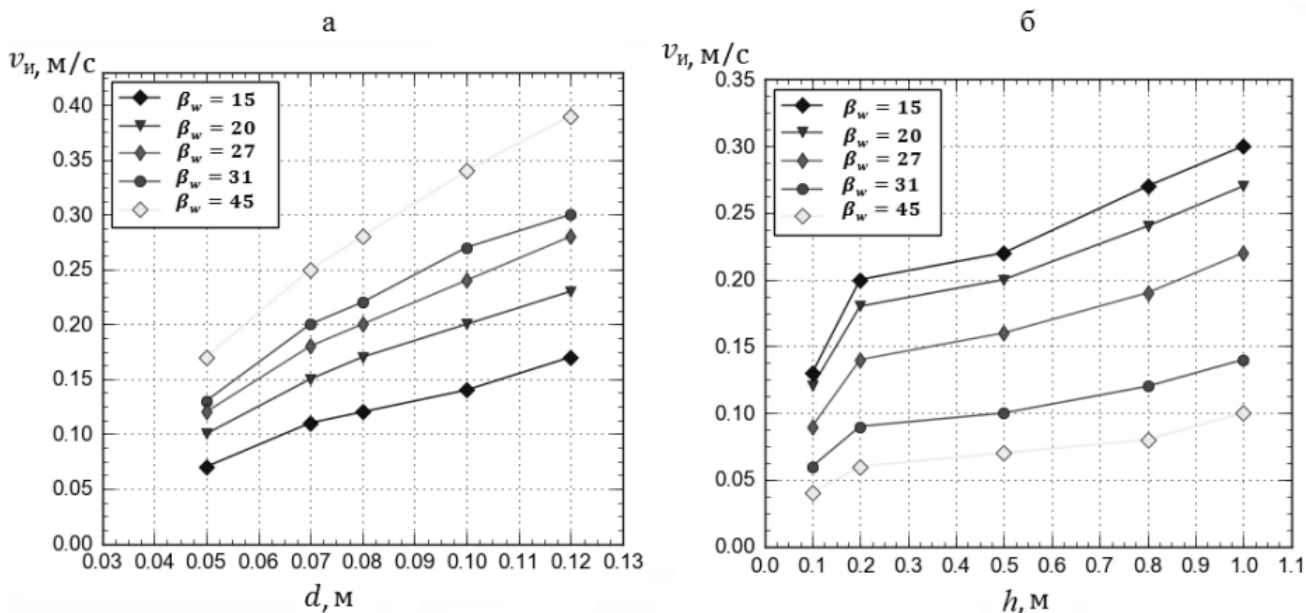 а
v_и, м/с
β_w = 15
β_w = 20
β_w = 27
β_w = 31
β_w = 45
0.40
0.35
0.30
0.25
0.20
0.15
0.10
0.05
0.00
0.03 0.04 0.05 0.06 0.07 0.08 0.09 0.10 0.11 0.12 0.13
d, м
б
v_и, м/с
β_w = 15
β_w = 20
β_w = 27
β_w = 31
β_w = 45
0.35
0.30
0.25
0.20
0.15
0.10
0.05
0.00
0.0 0.1 0.2 0.3 0.4 0.5 0.6 0.7 0.8 0.9 1.0 1.1
h, м